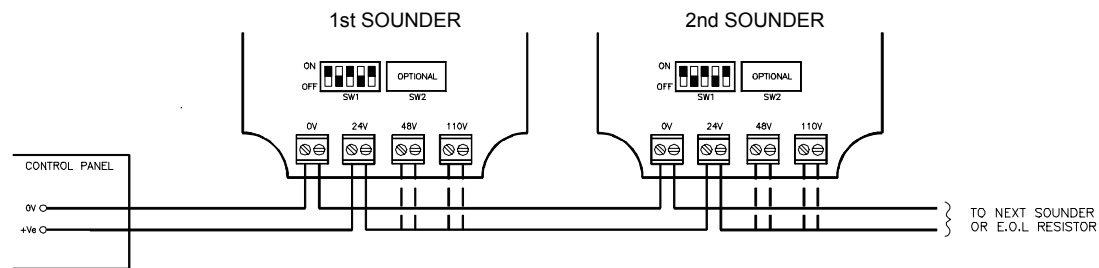 1st SOUNDER
2nd SOUNDER
ON
OFF
SW1
OPTIONAL
SW2
ON
OFF
SW1
OPTIONAL
SW2
0V
24V
48V
110V
0V
24V
48V
110V
CONTROL PANEL
0V
+Ve
TO NEXT SOUNDER
OR E.O.L RESISTOR